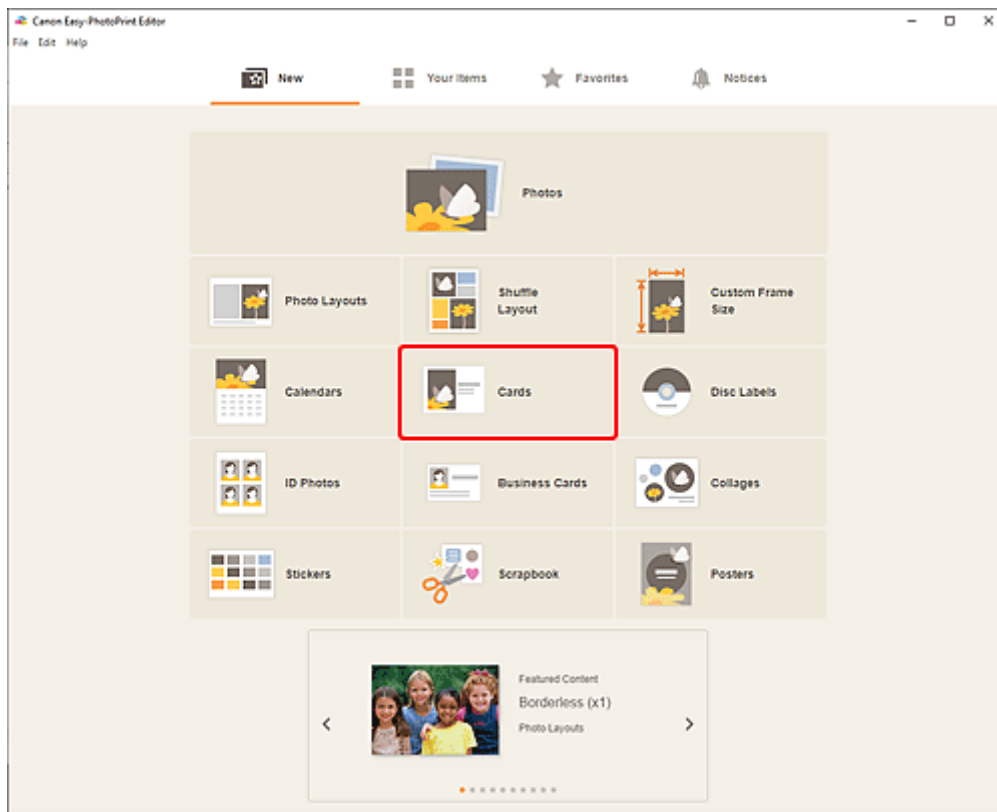 Canon Easy-PhotoPrint Editor
File Edit Help
New Your Items Favorites Notices
Photos
Photo Layouts
Shuffle
Layout
Custom Frame
Size
Calendars
Cards
Disc Labels
ID Photos
Business Cards
Collages
Stickers
Scrapbook
Posters
Featured Content
Borderless (x1)
Photo Layouts